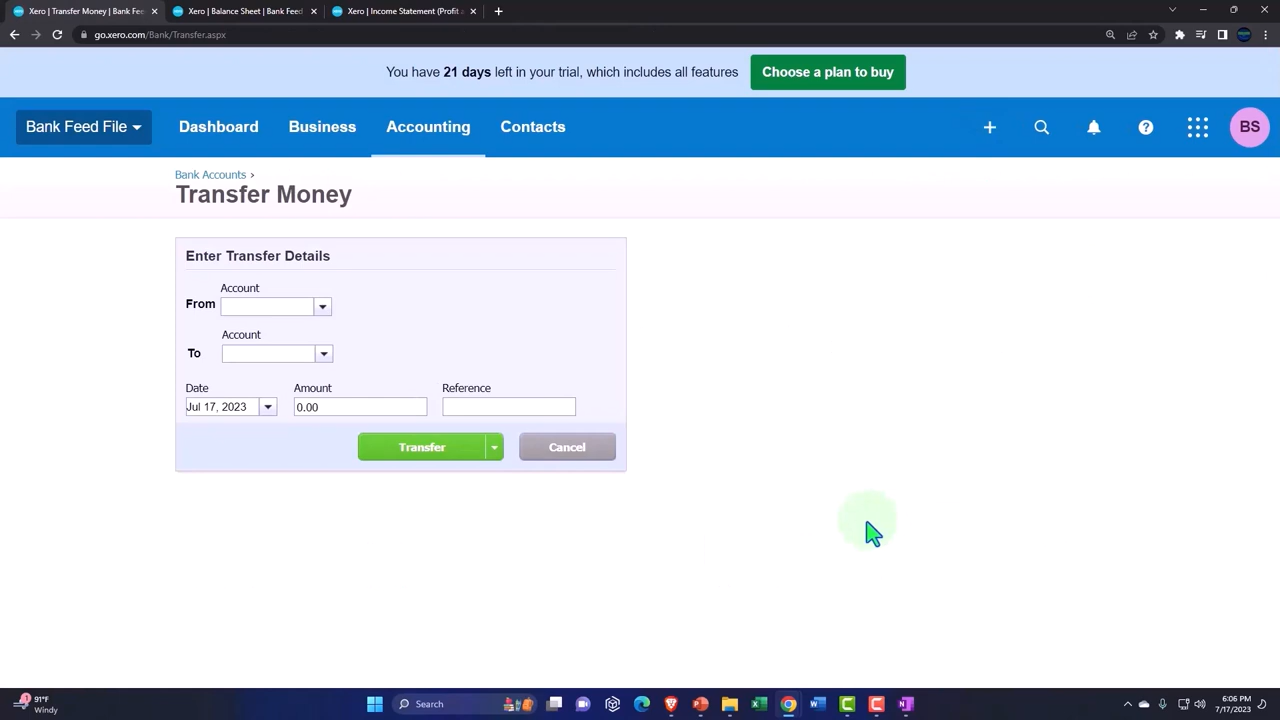 Xero | Transfer Money | Bank Fee
Xero | Balance Sheet | Bank Feed
Xero | Income Statement (Profit a
go.xero.com/Bank/Transfer.aspx
You have 21 days left in your trial, which includes all features
Choose a plan to buy
Bank Feed File
Dashboard
Business
Accounting
Contacts
BS
Bank Accounts ›
Transfer Money
Enter Transfer Details
Account
From
Account
To
Date Amount Reference
Jul 17, 2023 0.00
Transfer Cancel
1
91°F
Windy
Search
6:06 PM
7/17/2023